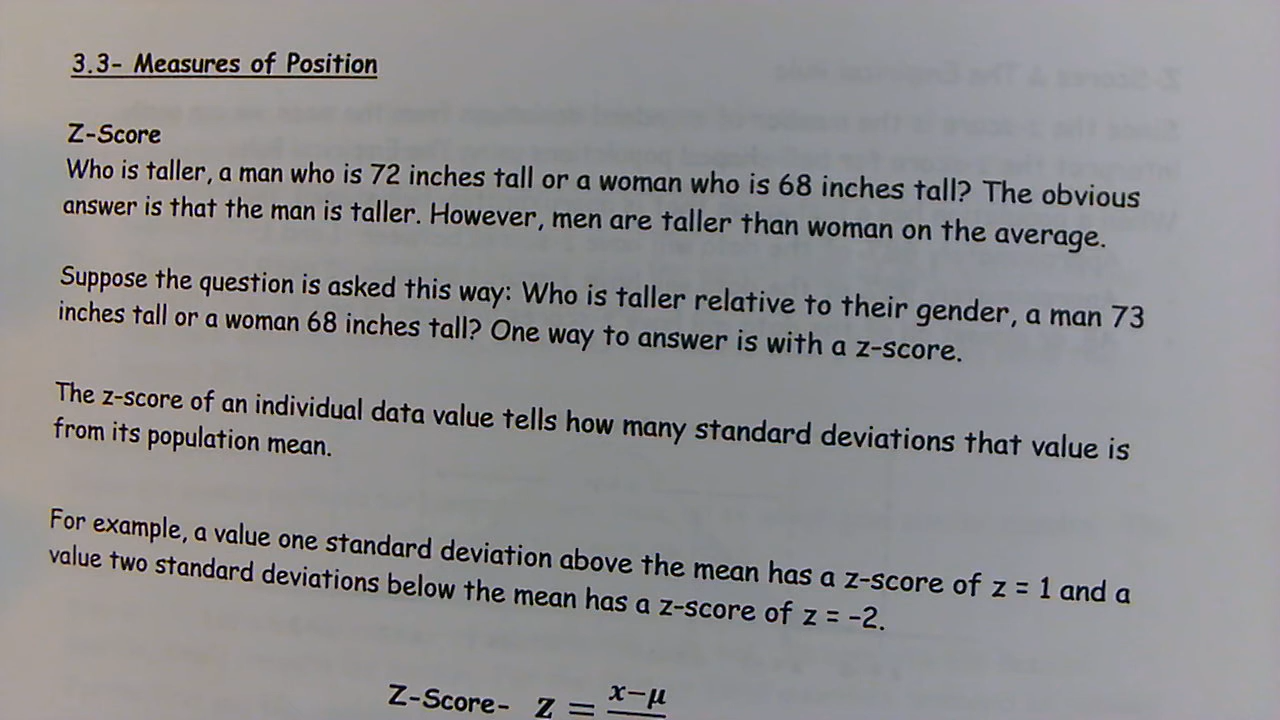 3.3- Measures of Position
Z-Score
Who is taller, a man who is 72 inches tall or a woman who is 68 inches tall? The obvious
answer is that the man is taller. However, men are taller than woman on the average.
Suppose the question is asked this way: Who is taller relative to their gender, a man 73
inches tall or a woman 68 inches tall? One way to answer is with a z-score.
The z-score of an individual data value tells how many standard deviations that value is
from its population mean.
For example, a value one standard deviation above the mean has a z-score of z = 1 and a
value two standard deviations below the mean has a z-score of z = -2.
Z-Score- z = x-μ